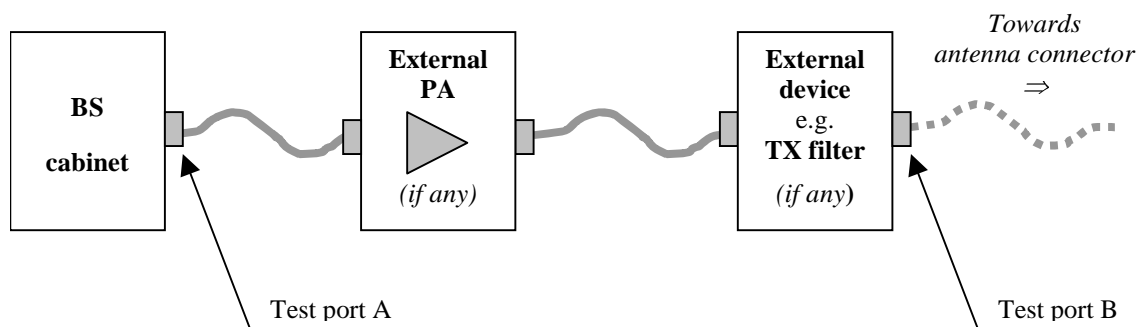 BS
cabinet
External
PA
(if any)
External
device
e.g.
TX filter
(if any)
Towards
antenna connector
⇒
Test port A
Test port B